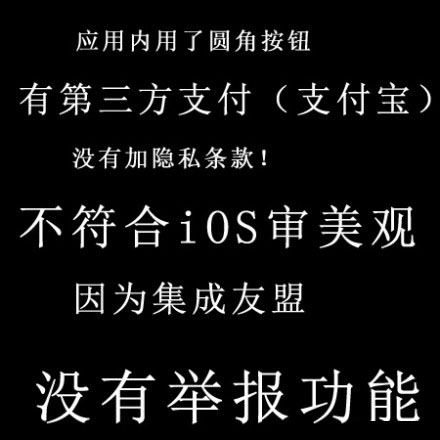 应用内用了圆角按钮
有第三方支付（支付宝）
没有加隐私条款！
不符合iOS审美观
因为集成友盟
没有举报功能